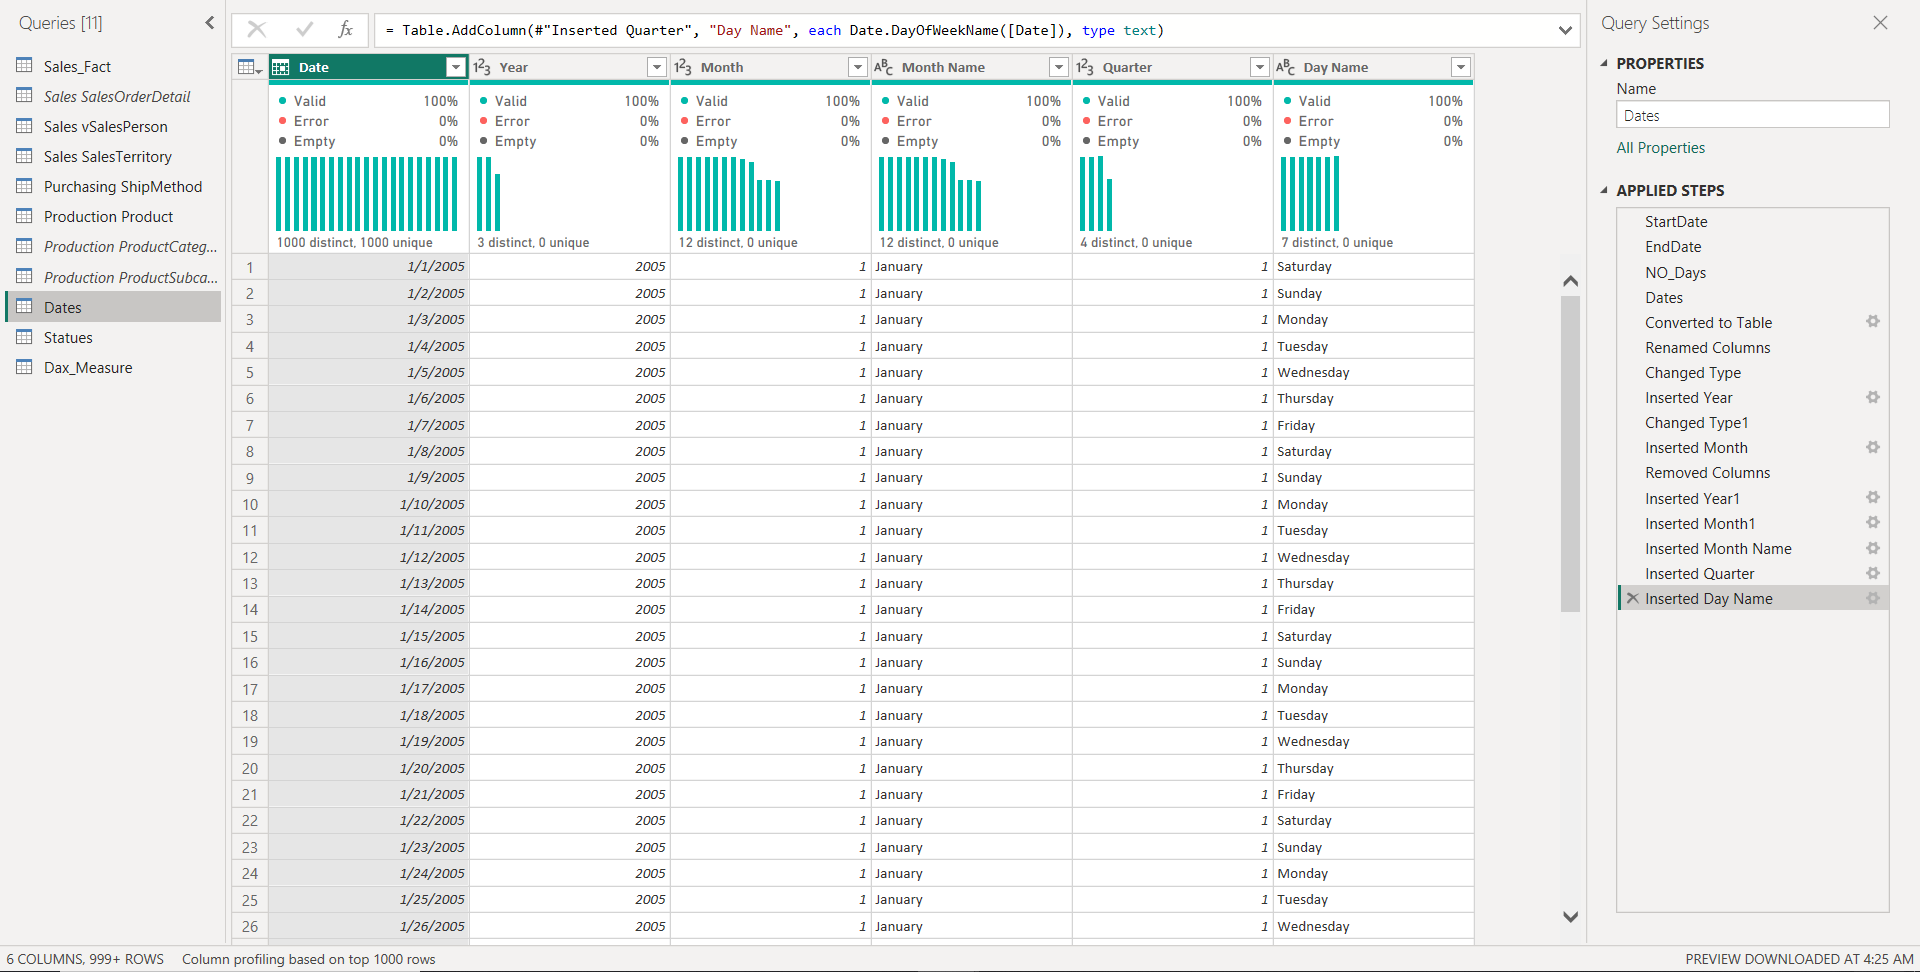 Queries [11]
Sales_Fact
Sales SalesOrderDetail
Sales vSalesPerson
Sales SalesTerritory
Purchasing ShipMethod
Production Product
Production ProductCateg...
Production ProductSubca...
Dates
Statues
Dax_Measure
fx
= Table.AddColumn(#"Inserted Quarter", "Day Name", each Date.DayOfWeekName([Date]), type text)
Date 123 Year 123 Month ABC Month Name 123 Quarter ABC Day Name
Valid 100% Valid 100% Valid 100% Valid 100% Valid 100% Valid 100%
Error 0% Error 0% Error 0% Error 0% Error 0% Error 0%
Empty 0% Empty 0% Empty 0% Empty 0% Empty 0% Empty 0%
1000 distinct, 1000 unique 3 distinct, 0 unique 12 distinct, 0 unique 12 distinct, 0 unique 4 distinct, 0 unique 7 distinct, 0 unique
1 1/1/2005 2005 1 January 1 Saturday
2 1/2/2005 2005 1 January 1 Sunday
3 1/3/2005 2005 1 January 1 Monday
4 1/4/2005 2005 1 January 1 Tuesday
5 1/5/2005 2005 1 January 1 Wednesday
6 1/6/2005 2005 1 January 1 Thursday
7 1/7/2005 2005 1 January 1 Friday
8 1/8/2005 2005 1 January 1 Saturday
9 1/9/2005 2005 1 January 1 Sunday
10 1/10/2005 2005 1 January 1 Monday
11 1/11/2005 2005 1 January 1 Tuesday
12 1/12/2005 2005 1 January 1 Wednesday
13 1/13/2005 2005 1 January 1 Thursday
14 1/14/2005 2005 1 January 1 Friday
15 1/15/2005 2005 1 January 1 Saturday
16 1/16/2005 2005 1 January 1 Sunday
17 1/17/2005 2005 1 January 1 Monday
18 1/18/2005 2005 1 January 1 Tuesday
19 1/19/2005 2005 1 January 1 Wednesday
20 1/20/2005 2005 1 January 1 Thursday
21 1/21/2005 2005 1 January 1 Friday
22 1/22/2005 2005 1 January 1 Saturday
23 1/23/2005 2005 1 January 1 Sunday
24 1/24/2005 2005 1 January 1 Monday
25 1/25/2005 2005 1 January 1 Tuesday
26 1/26/2005 2005 1 January 1 Wednesday
Query Settings
PROPERTIES
Name
Dates
All Properties
APPLIED STEPS
StartDate
EndDate
NO_Days
Dates
Converted to Table
Renamed Columns
Changed Type
Inserted Year
Changed Type1
Inserted Month
Removed Columns
Inserted Year1
Inserted Month1
Inserted Month Name
Inserted Quarter
Inserted Day Name
6 COLUMNS, 999+ ROWS Column profiling based on top 1000 rows
PREVIEW DOWNLOADED AT 4:25 AM